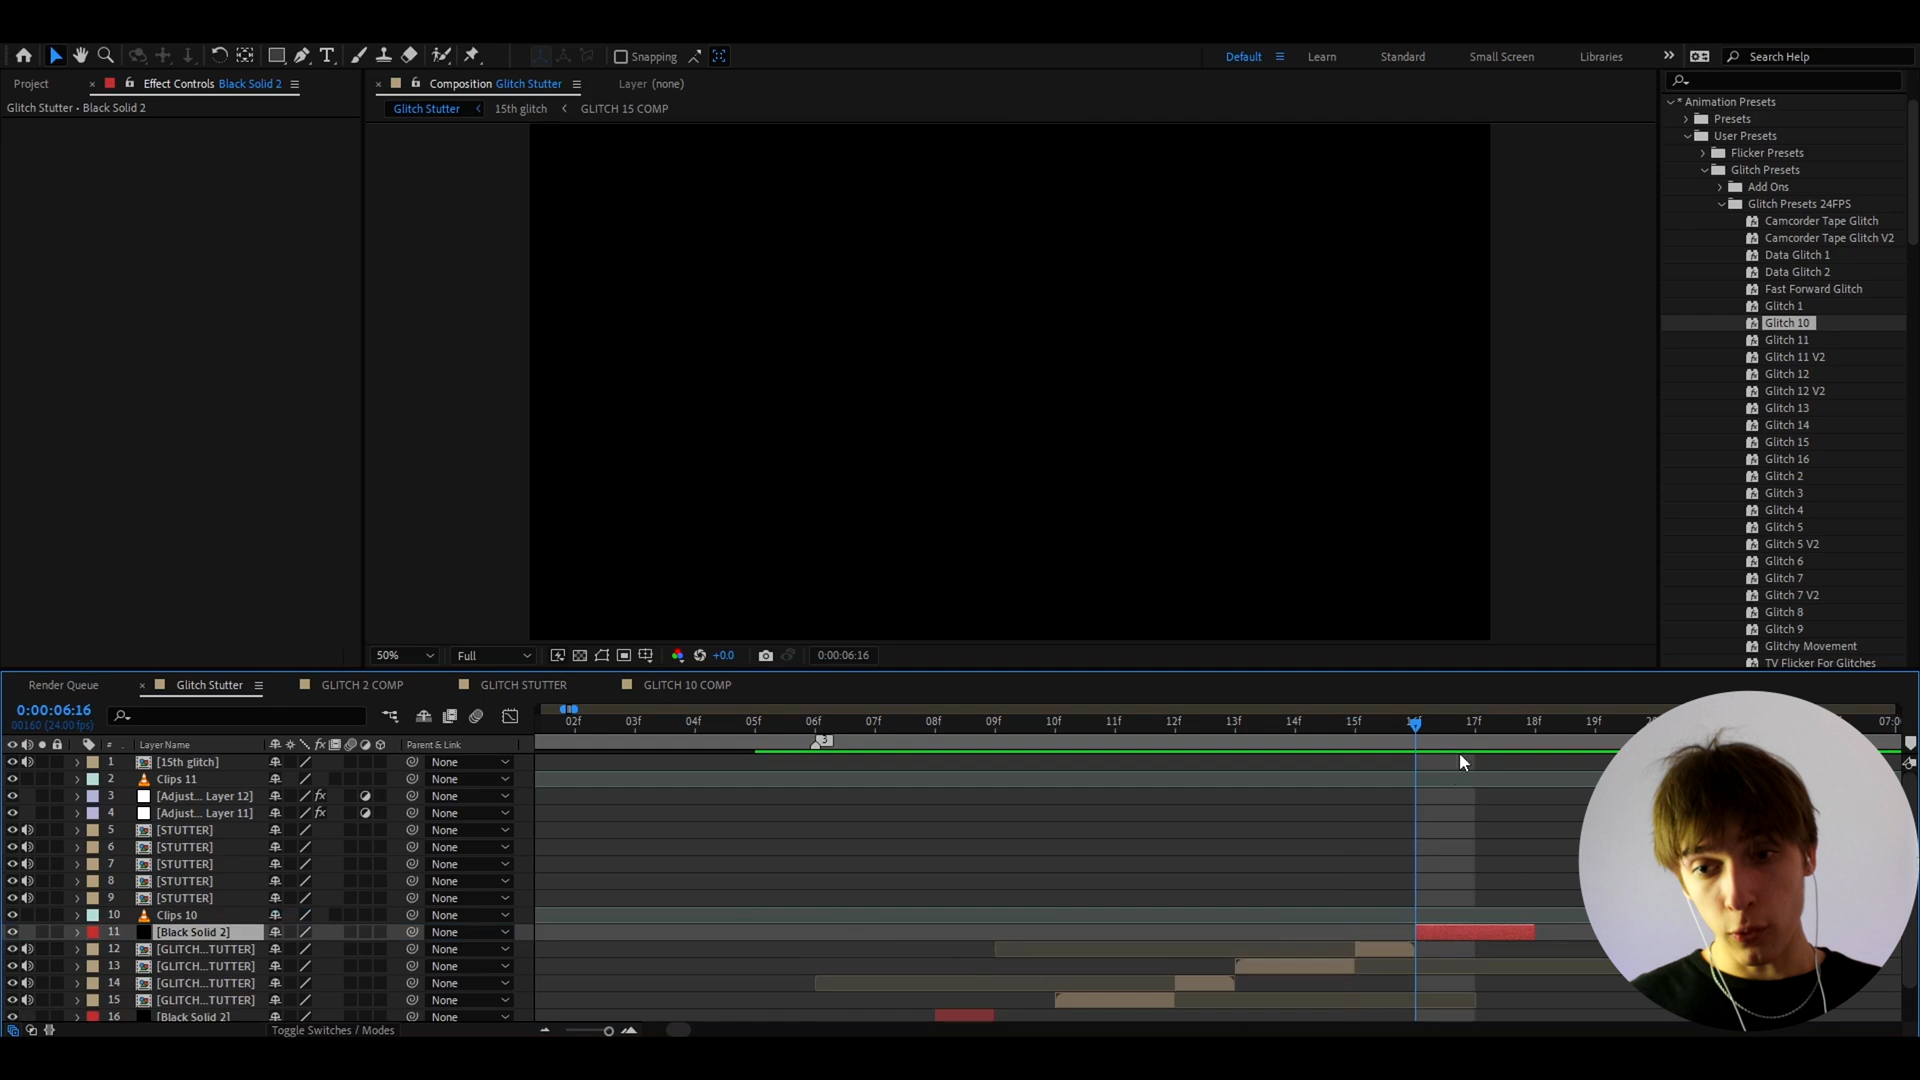 Snapping
Default
Learn
Standard
Small Screen
Libraries
Search Help
Project
Effect Controls Black Solid 2
Composition Glitch Stutter
Layer (none)
Glitch Stutter • Black Solid 2
Glitch Stutter
15th glitch
GLITCH 15 COMP
* Animation Presets
Presets
User Presets
Flicker Presets
Glitch Presets
Add Ons
Glitch Presets 24FPS
Camcorder Tape Glitch
Camcorder Tape Glitch V2
Data Glitch 1
Data Glitch 2
Fast Forward Glitch
Glitch 1
Glitch 10
Glitch 11
Glitch 11 V2
Glitch 12
Glitch 12 V2
Glitch 13
Glitch 14
Glitch 15
Glitch 16
Glitch 2
Glitch 3
Glitch 4
Glitch 5
Glitch 5 V2
Glitch 6
Glitch 7
Glitch 7 V2
Glitch 8
Glitch 9
Glitchy Movement
TV Flicker For Glitches
50%
Full
+0.0
0:00:06:16
Render Queue
Glitch Stutter
GLITCH 2 COMP
GLITCH STUTTER
GLITCH 10 COMP
0:00:06:16
00160 (24.00 fps)
02f 03f 04f 05f 06f 07f 08f 09f 10f 11f 12f 13f 14f 15f 17f 18f 19f 07:0
3
# Layer Name fx Parent & Link
1 [15th glitch] None
2 Clips 11 None
3 [Adjust... Layer 12] fx None
4 [Adjust... Layer 11] fx None
5 [STUTTER] None
6 [STUTTER] None
7 [STUTTER] None
8 [STUTTER] None
9 [STUTTER] None
10 Clips 10 None
11 [Black Solid 2] None
12 [GLITCH...TUTTER] None
13 [GLITCH...TUTTER] None
14 [GLITCH...TUTTER] None
15 [GLITCH...TUTTER] None
16 [Black Solid 2] None
Toggle Switches / Modes